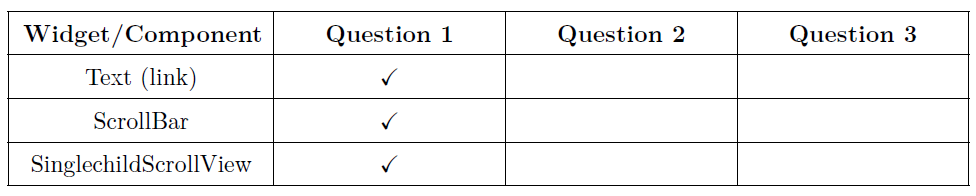 Widget/Component Question 1 Question 2 Question 3
Text (link) ✓
ScrollBar ✓
SinglechildScrollView ✓